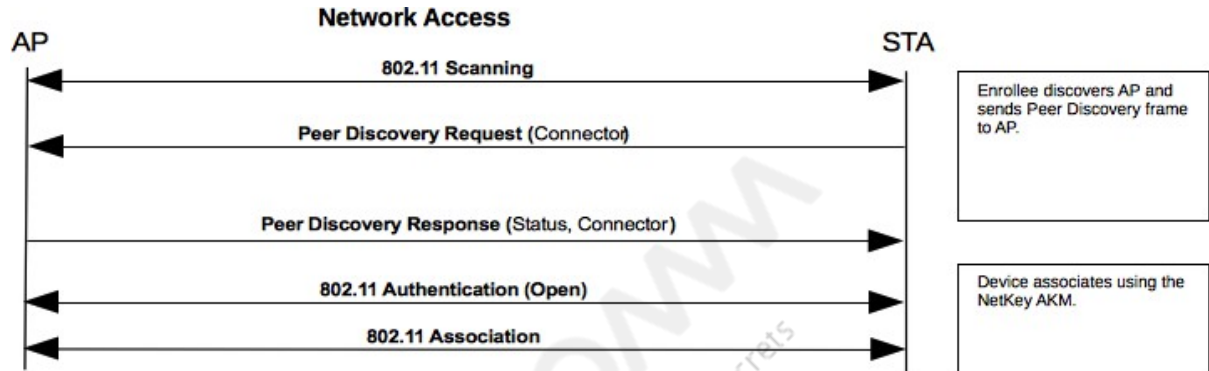 Network Access
AP
STA
802.11 Scanning
Enrollee discovers AP and
sends Peer Discovery frame
to AP.
Peer Discovery Request (Connector)
Peer Discovery Response (Status, Connector)
802.11 Authentication (Open)
Device associates using the
NetKey AKM.
802.11 Association